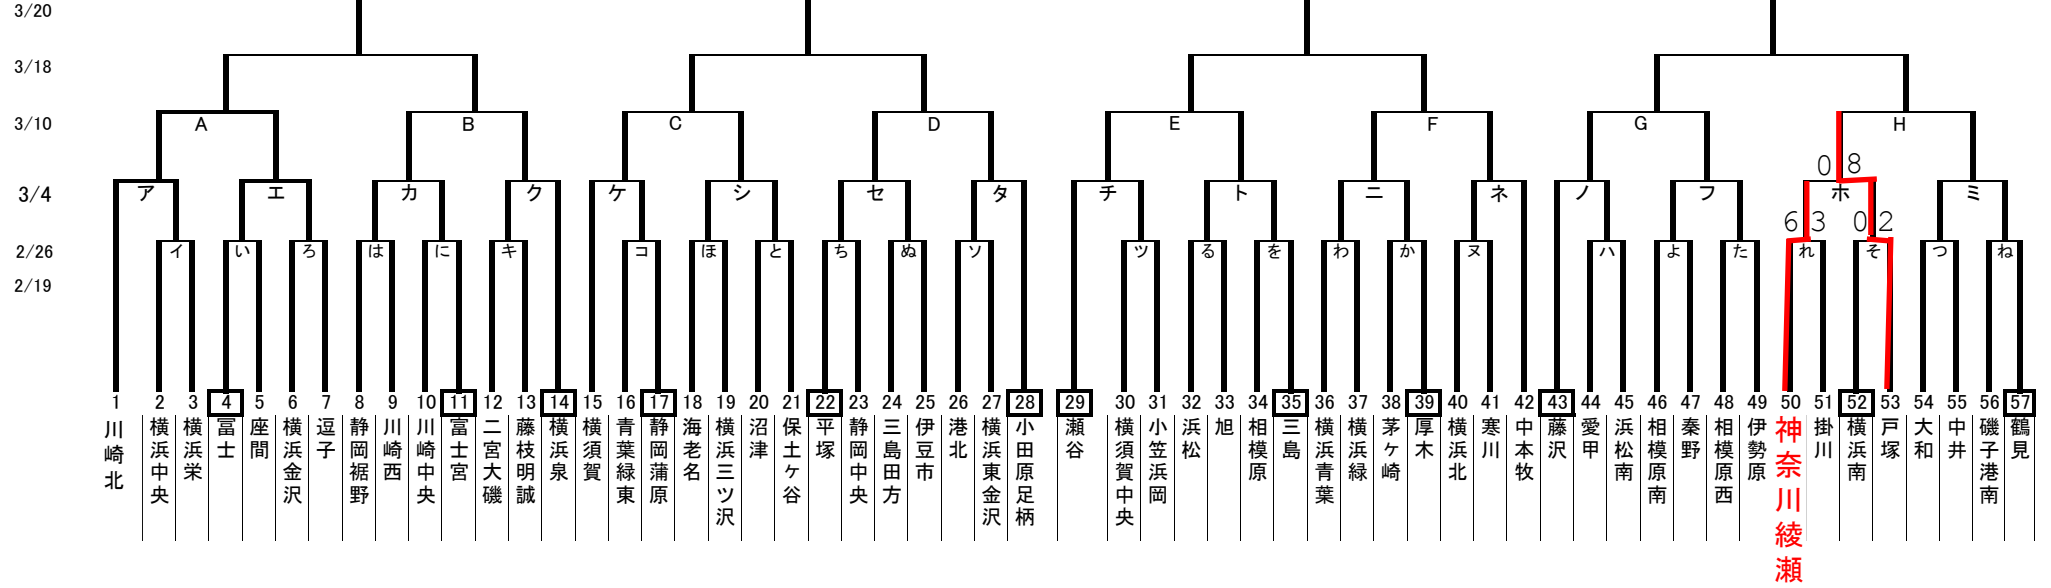 3/20
3/18
3/10
A B C D E F G H
0 8
3/4
ア エ カ ク ケ シ セ タ チ ト ニ ネ ノ フ ホ ミ
6 3 0 2
2/26
イ い ろ は に キ コ ほ と ち ぬ ソ ツ る を わ か ヌ ハ よ た れ そ つ ね
2/19
1 川崎北
2 横浜中央
3 横浜栄
4 富士
5 座間
6 横浜金沢
7 逗子
8 静岡裾野
9 川崎西
10 川崎中央
11 富士宮
12 二宮大磯
13 藤枝明誠
14 横浜泉
15 横須賀
16 青葉緑東
17 静岡蒲原
18 海老名
19 横浜三ツ沢
20 沼津
21 保土ヶ谷
22 平塚
23 静岡中央
24 三島田方
25 伊豆市
26 港北
27 横浜東金沢
28 小田原足柄
29 瀬谷
30 横須賀中央
31 小笠浜岡
32 浜松
33 旭
34 相模原
35 三島
36 横浜青葉
37 横浜緑
38 茅ヶ崎
39 厚木
40 横浜北
41 寒川
42 中本牧
43 藤沢
44 愛甲
45 浜松南
46 相模原南
47 秦野
48 相模原西
49 伊勢原
50 神奈川綾瀬
51 掛川
52 横浜南
53 戸塚
54 大和
55 中井
56 磯子港南
57 鶴見